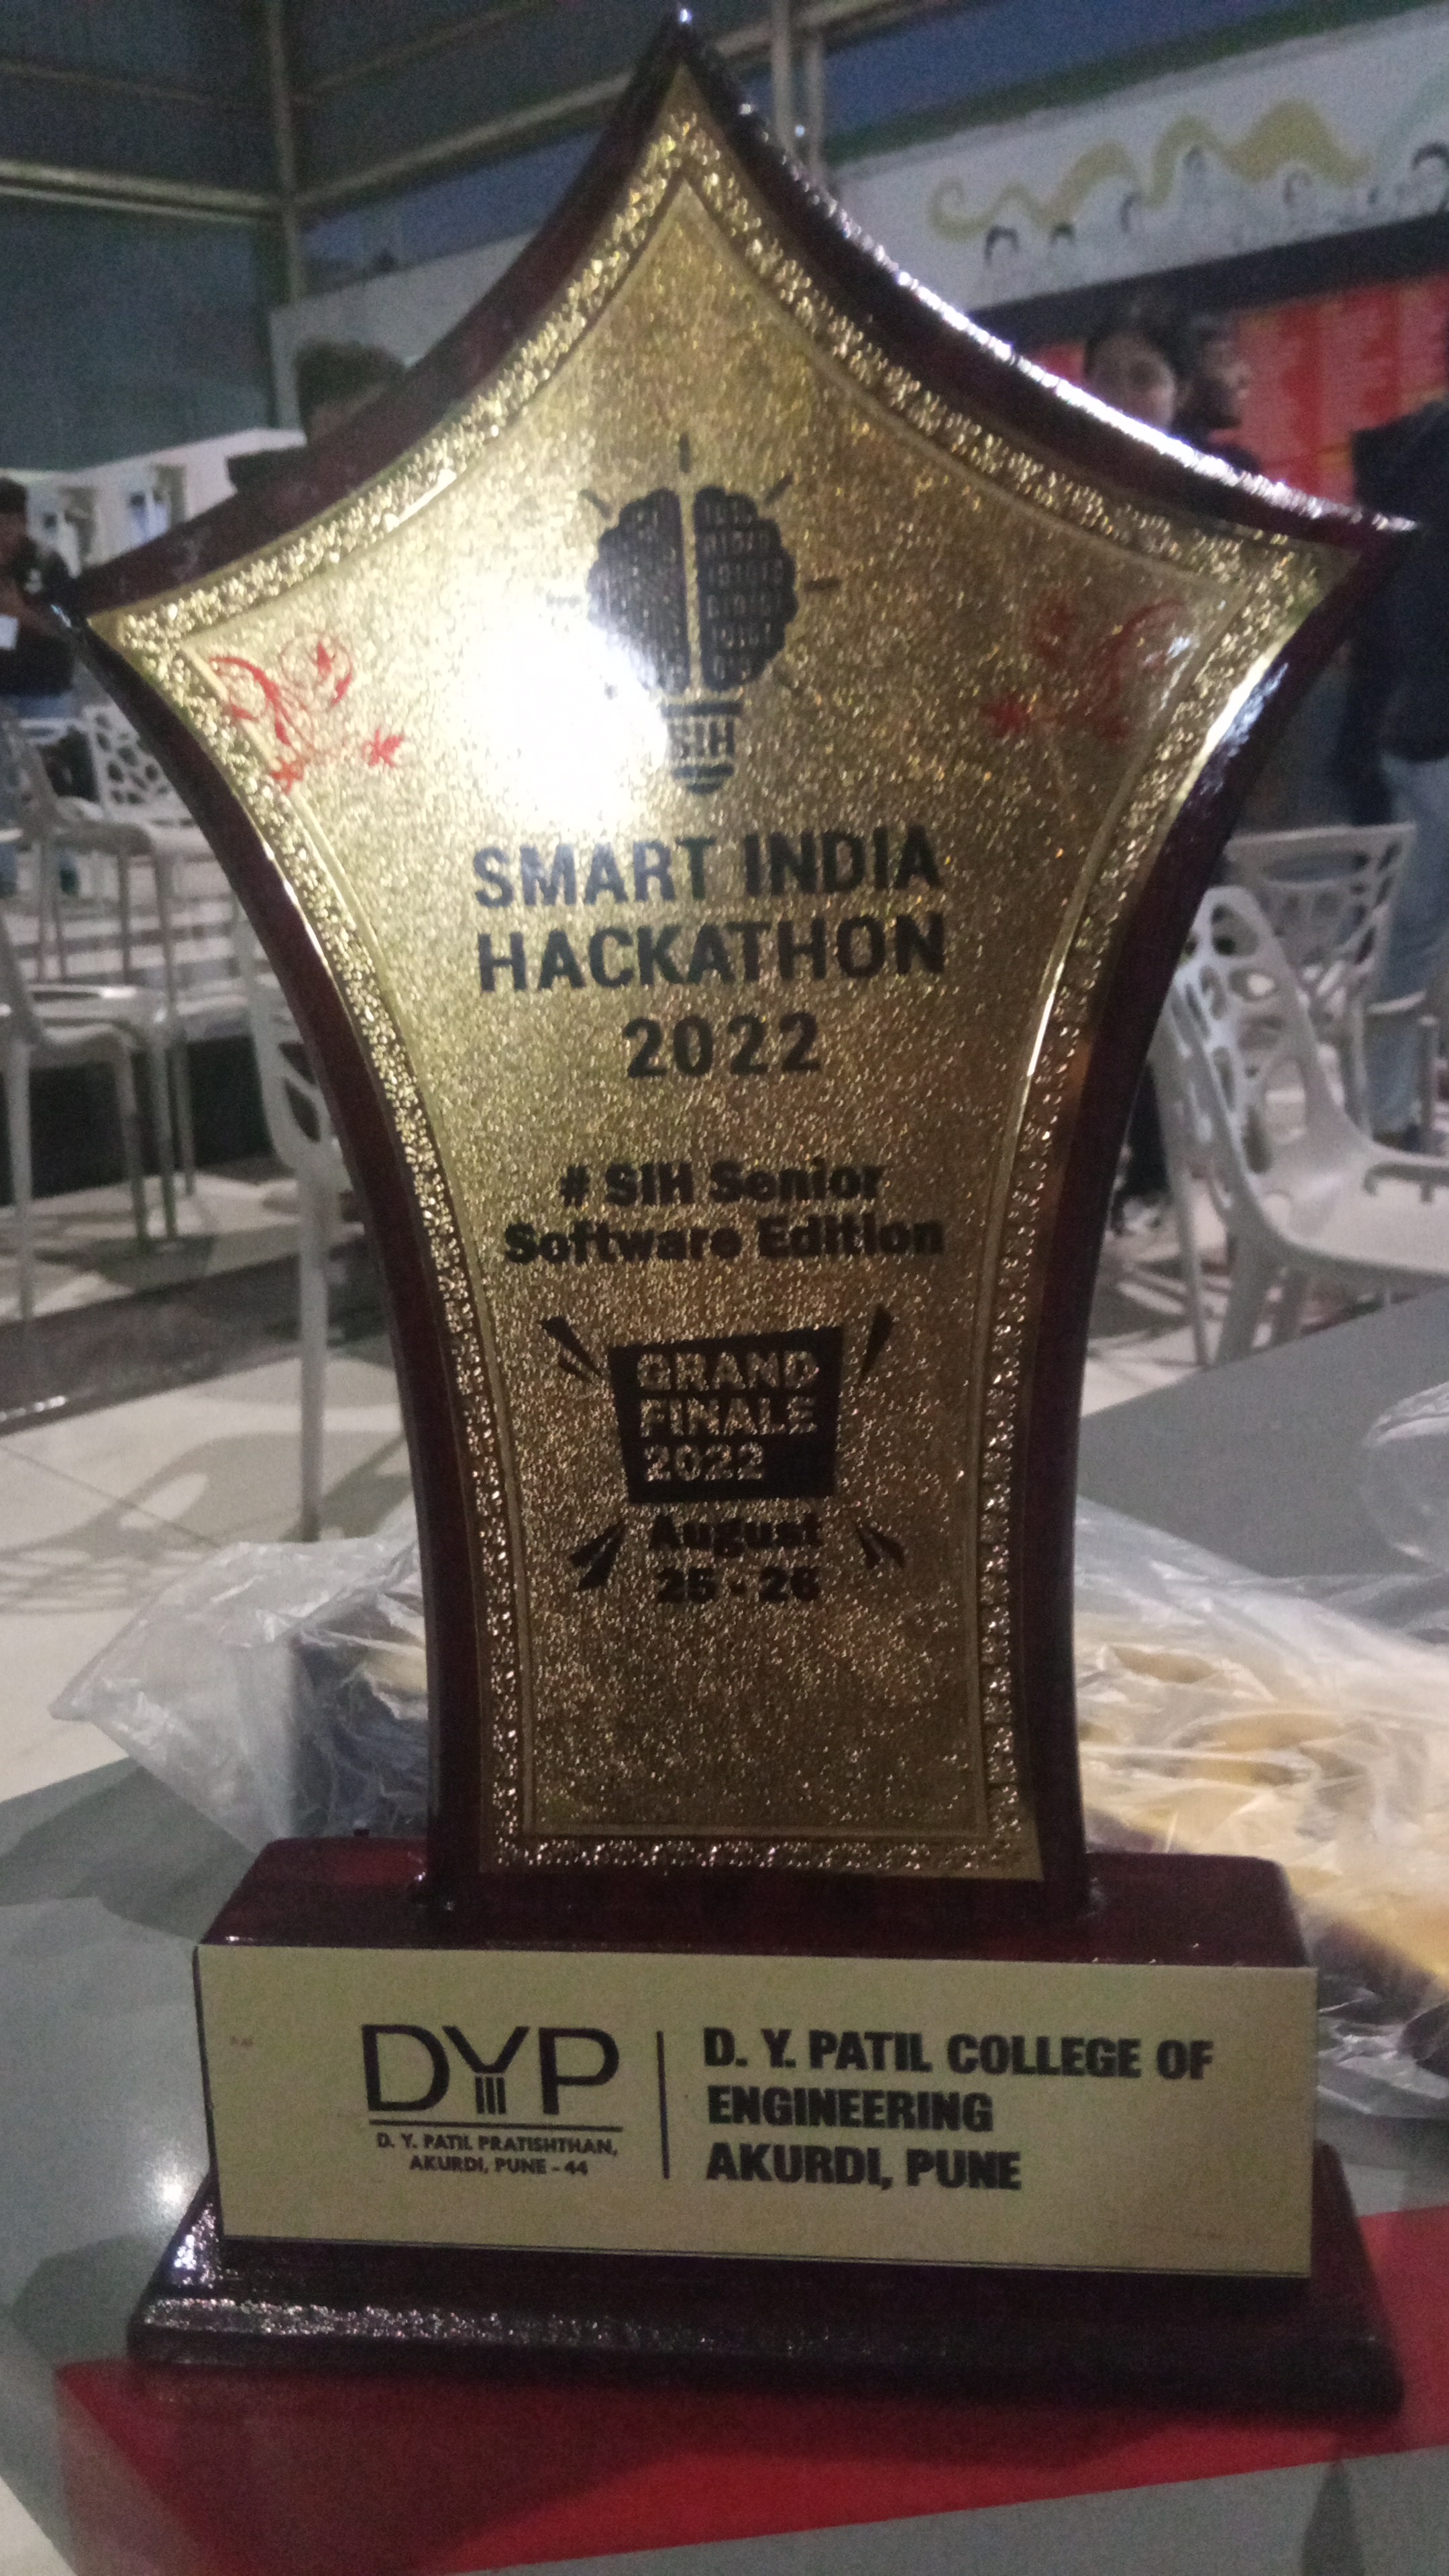 SIH
SMART INDIA
HACKATHON
2022
# SIH Senior
Software Edition
GRAND
FINALE
2022
August
25 - 26
DYP
D. Y. PATIL PRATISHTHAN,
AKURDI, PUNE - 44
D. Y. PATIL COLLEGE OF
ENGINEERING
AKURDI, PUNE